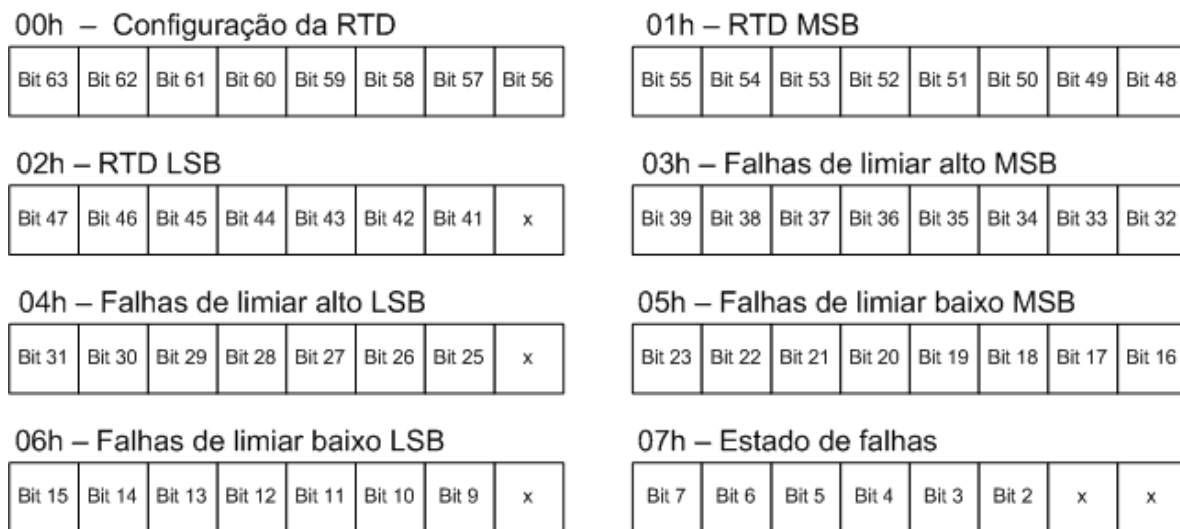 00h – Configuração da RTD
Bit 63 Bit 62 Bit 61 Bit 60 Bit 59 Bit 58 Bit 57 Bit 56
01h – RTD MSB
Bit 55 Bit 54 Bit 53 Bit 52 Bit 51 Bit 50 Bit 49 Bit 48
02h – RTD LSB
Bit 47 Bit 46 Bit 45 Bit 44 Bit 43 Bit 42 Bit 41 x
03h – Falhas de limiar alto MSB
Bit 39 Bit 38 Bit 37 Bit 36 Bit 35 Bit 34 Bit 33 Bit 32
04h – Falhas de limiar alto LSB
Bit 31 Bit 30 Bit 29 Bit 28 Bit 27 Bit 26 Bit 25 x
05h – Falhas de limiar baixo MSB
Bit 23 Bit 22 Bit 21 Bit 20 Bit 19 Bit 18 Bit 17 Bit 16
06h – Falhas de limiar baixo LSB
Bit 15 Bit 14 Bit 13 Bit 12 Bit 11 Bit 10 Bit 9 x
07h – Estado de falhas
Bit 7 Bit 6 Bit 5 Bit 4 Bit 3 Bit 2 x x